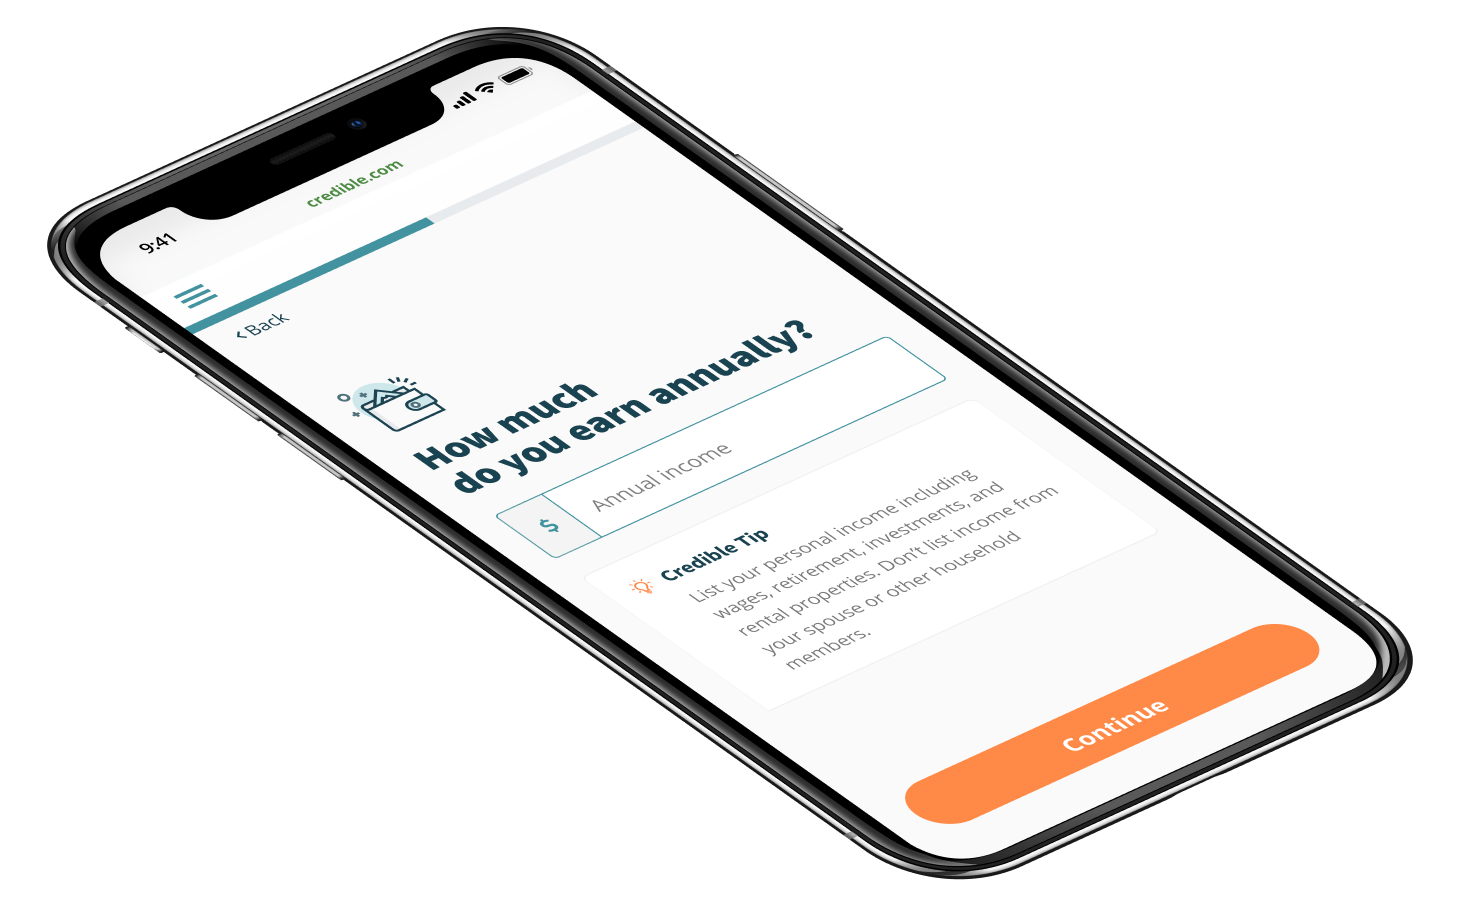 9:41
credible.com
Back
How much
do you earn annually?
$ Annual income
Credible Tip
List your personal income including
wages, retirement, investments, and
rental properties. Don't list income from
your spouse or other household
members.
Continue